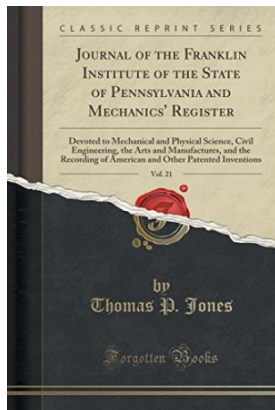 CLASSIC REPRINT SERIES
JOURNAL OF THE FRANKLIN
INSTITUTE OF THE STATE
OF PENNSYLVANIA AND
MECHANICS' REGISTER
Devoted to Mechanical and Physical Science, Civil
Engineering, the Arts and Manufactures, and the
Recording of American and Other Patented Inventions
Vol. 21
F
by
Thomas P. Jones
Forgotten Books